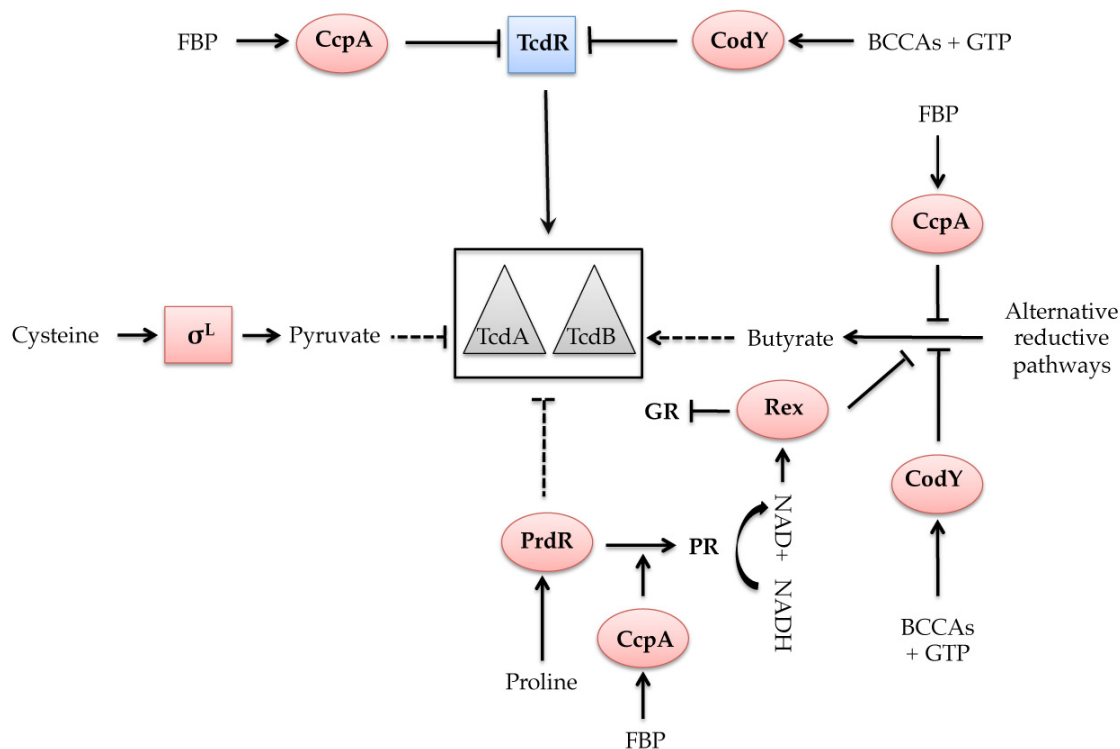 FBP
CcpA
TcdR
CodY
BCCAs + GTP
FBP
CcpA
Cysteine
σL
Pyruvate
TcdA
TcdB
Butyrate
Alternative
reductive
pathways
GR
Rex
CodY
PrdR
PR
NAD+
NADH
CcpA
BCCAs
+ GTP
Proline
FBP